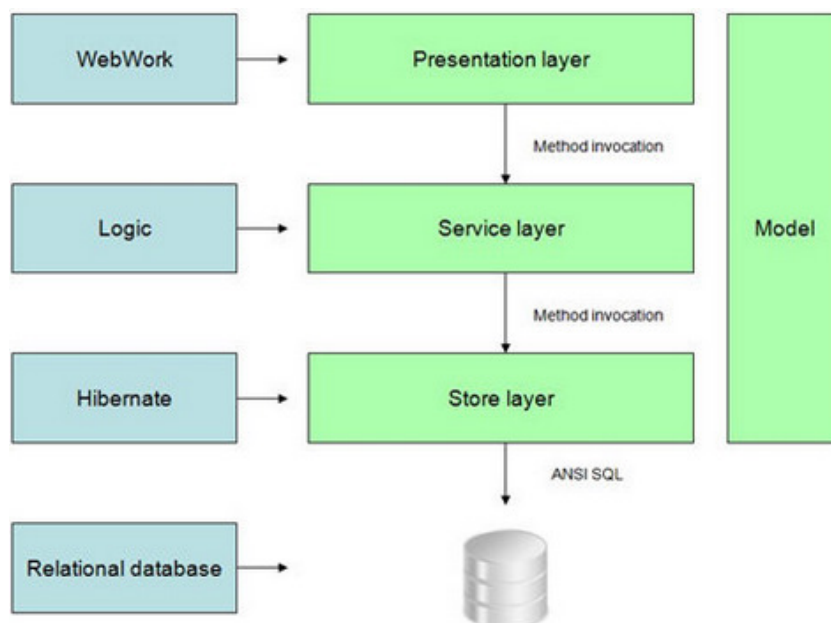 WebWork
Presentation layer
Method invocation
Logic
Service layer
Model
Method invocation
Hibernate
Store layer
ANSI SQL
Relational database